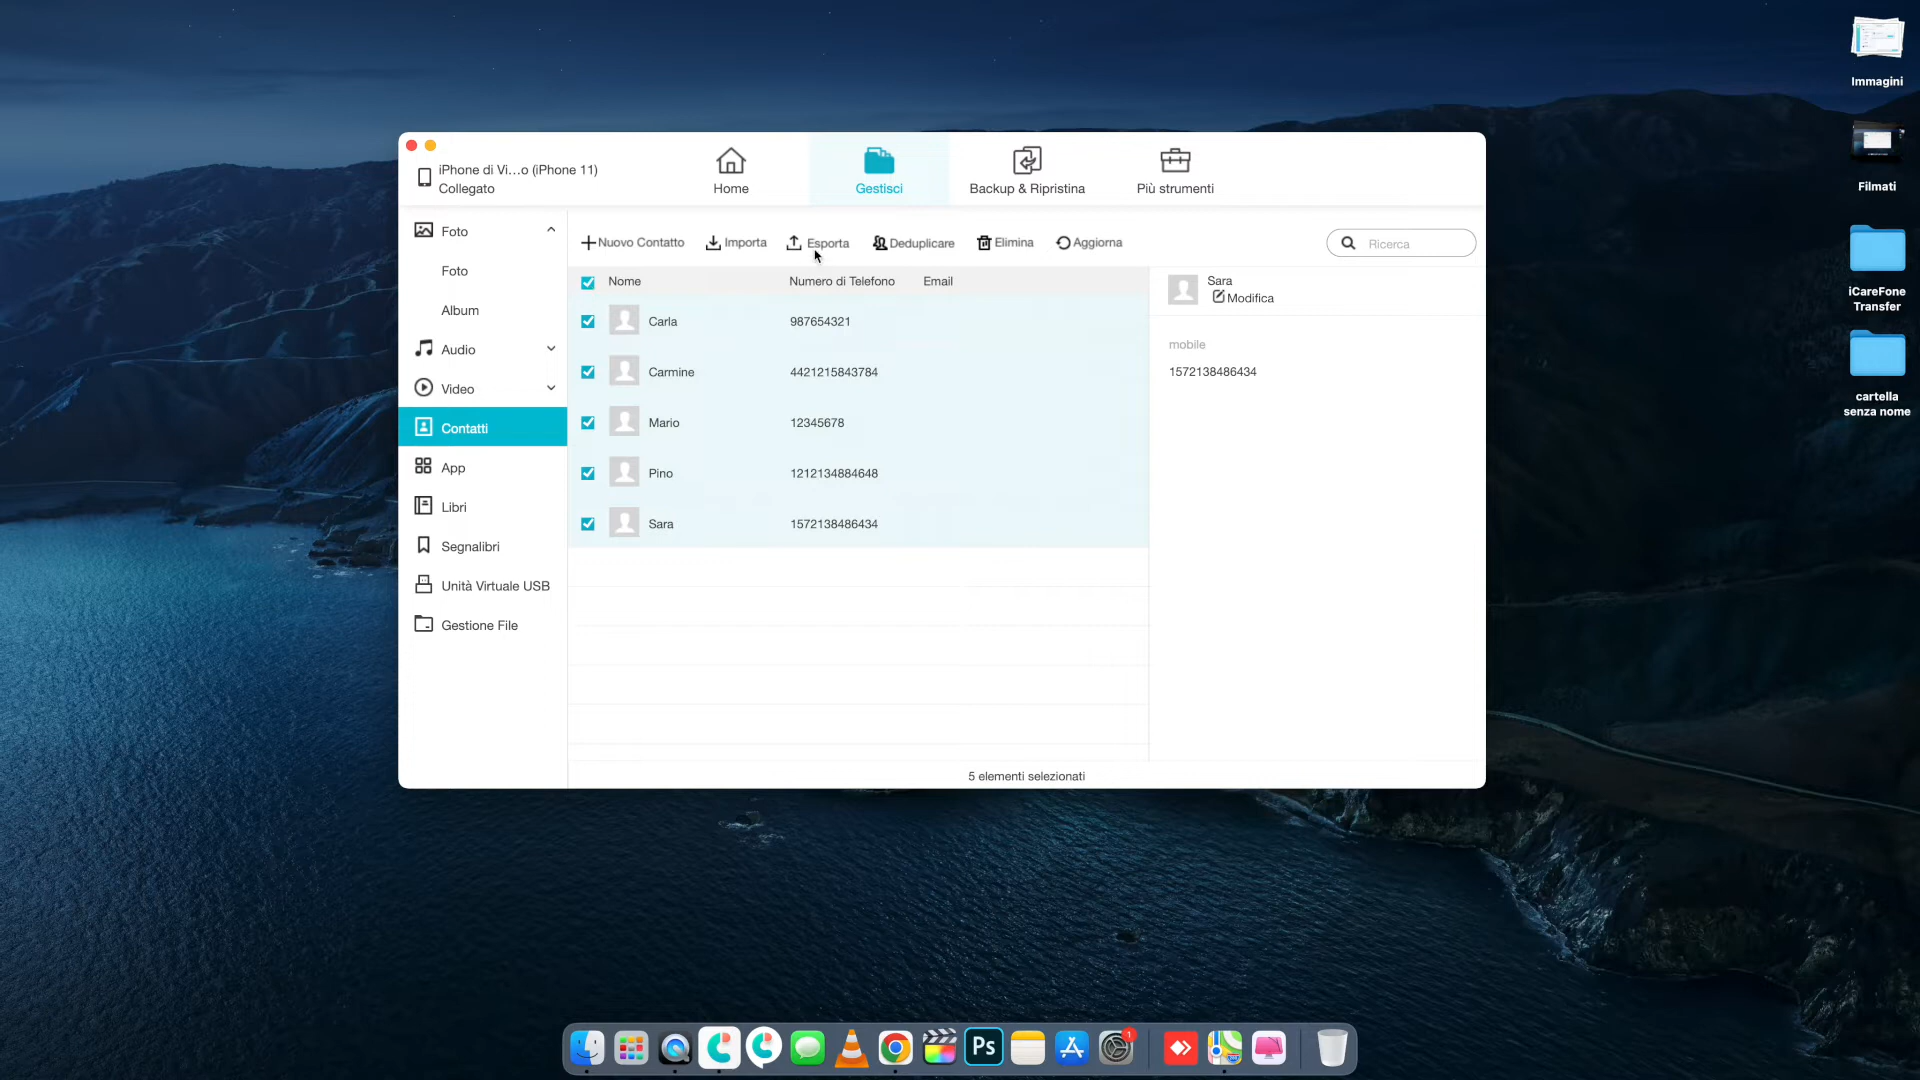 iPhone di Vi...o (iPhone 11)
Collegato
Home
Gestisci
Backup & Ripristina
Più strumenti
Foto
Foto
Album
Audio
Video
Contatti
App
Libri
Segnalibri
Unità Virtuale USB
Gestione File
Nuovo Contatto
Importa
Esporta
Deduplicare
Elimina
Aggiorna
Ricerca
Nome
Numero di Telefono
Email
Carla
987654321
Carmine
4421215843784
Mario
12345678
Pino
1212134884648
Sara
1572138486434
Sara
Modifica
mobile
1572138486434
5 elementi selezionati
Immagini
Filmati
iCareFone
Transfer
cartella
senza nome
Ps
1